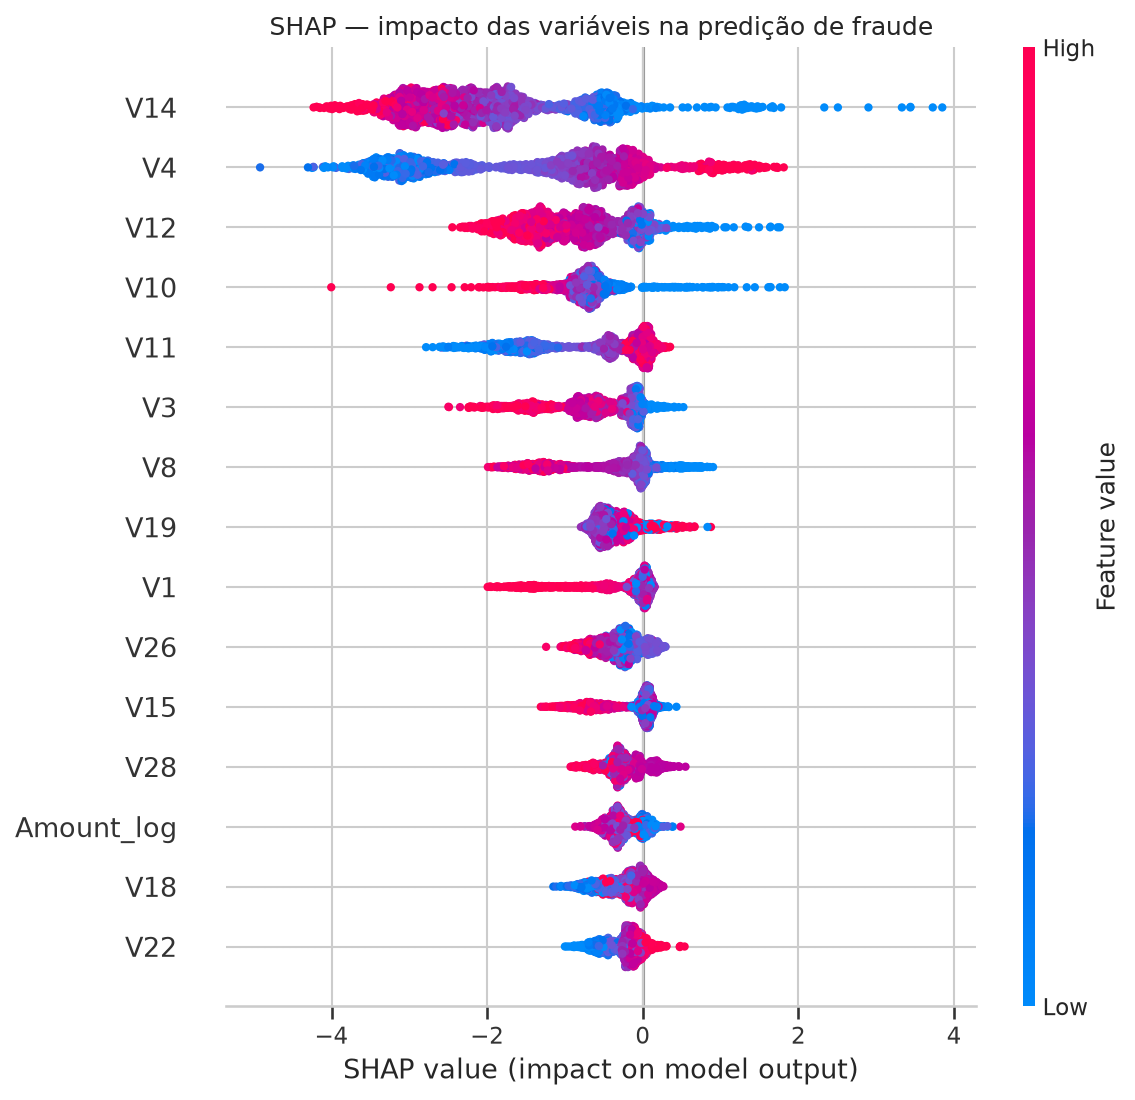 SHAP — impacto das variáveis na predição de fraude
High
V14
V4
V12
V10
V11
V3
V8
V19
V1
V26
V15
V28
Amount_log
V18
V22
Feature value
Low
−4
−2
0
2
4
SHAP value (impact on model output)